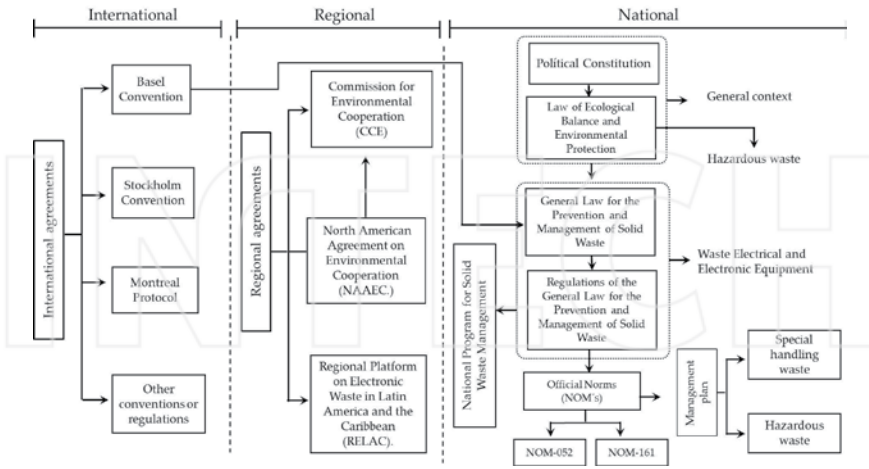 International
Regional
National
International agreements
Basel
Convention
Stockholm
Convention
Montreal
Protocol
Other
conventions or
regulations
Regional agreements
Commission for
Environmental
Cooperation
(CCE)
North American
Agreement on
Environmental
Cooperation
(NAAEC.)
Regional Platform
on Electronic
Waste in Latin
America and the
Caribbean
(RELAC).
Polítical Constitution
Law of Ecological
Balance and
Environmental
Protection
General context
Hazardous waste
General Law for the
Prevention and
Management of Solid
Waste
Regulations of the
General Law for the
Prevention and
Management of Solid
Waste
Waste Electrical and
Electronic Equipment
National Program for Solid
Waste Management
Official Norms
(NOM´s)
NOM-052
NOM-161
Management
plan
Special
handling
waste
Hazardous
waste
INTECH